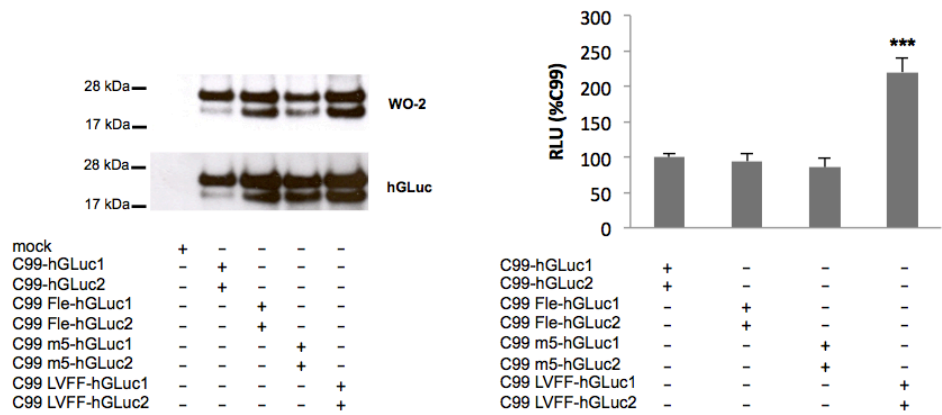 28 kDa
17 kDa
WO-2
28 kDa
17 kDa
hGLuc
mock + – – – –
C99-hGLuc1 – + – – –
C99-hGLuc2 – + – – –
C99 Fle-hGLuc1 – – + – –
C99 Fle-hGLuc2 – – + – –
C99 m5-hGLuc1 – – – + –
C99 m5-hGLuc2 – – – + –
C99 LVFF-hGLuc1 – – – – +
C99 LVFF-hGLuc2 – – – – +
RLU (%C99)
300
250
200
150
100
50
0
***
C99-hGLuc1 + – – –
C99-hGLuc2 + – – –
C99 Fle-hGLuc1 – + – –
C99 Fle-hGLuc2 – + – –
C99 m5-hGLuc1 – – + –
C99 m5-hGLuc2 – – + –
C99 LVFF-hGLuc1 – – – +
C99 LVFF-hGLuc2 – – – +